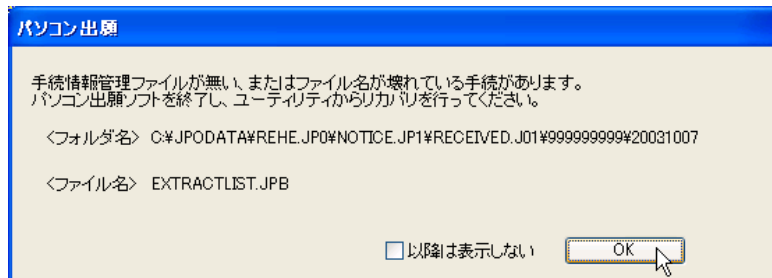 パソコン出願
手続情報管理ファイルが無い、またはファイル名が壊れている手続があります。
パソコン出願ソフトを終了し、ユーティリティからリカバリを行ってください。
<フォルダ名> C:¥JPODATA¥REHE.JP0¥NOTICE.JP1¥RECEIVED.J01¥999999999¥20031007
<ファイル名> EXTRACTLIST.JPB
以降は表示しない OK